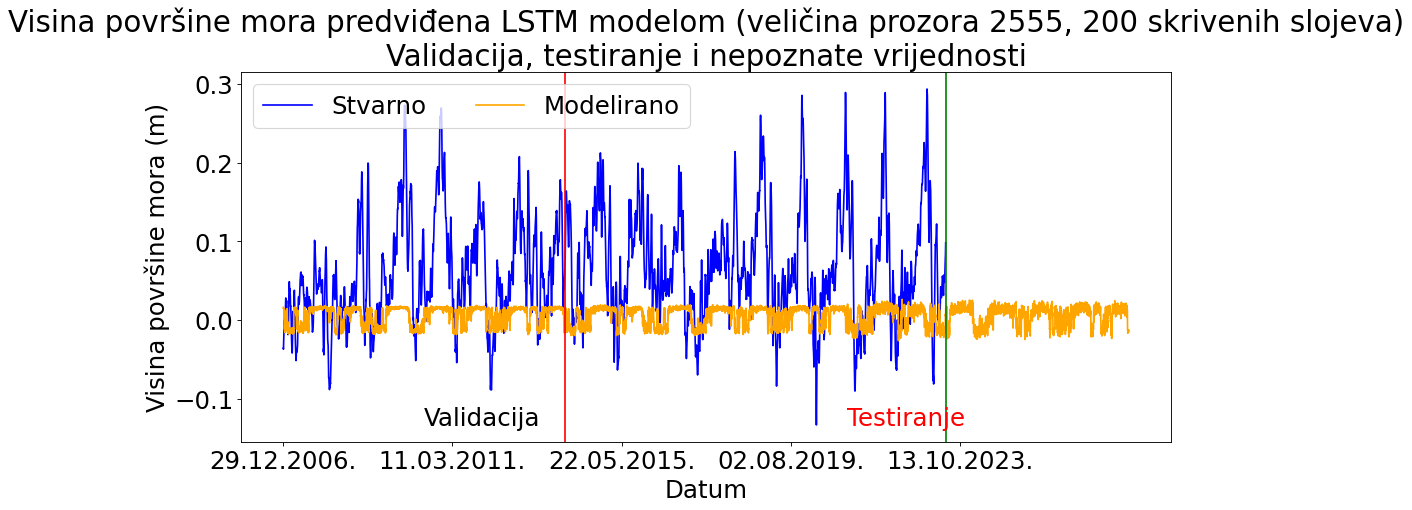 Visina površine mora predviđena LSTM modelom (veličina prozora 2555, 200 skrivenih slojeva)
Validacija, testiranje i nepoznate vrijednosti
Stvarno Modelirano
Visina površine mora (m)
0.3
0.2
0.1
0.0
−0.1
Validacija
Testiranje
29.12.2006. 11.03.2011. 22.05.2015. 02.08.2019. 13.10.2023.
Datum